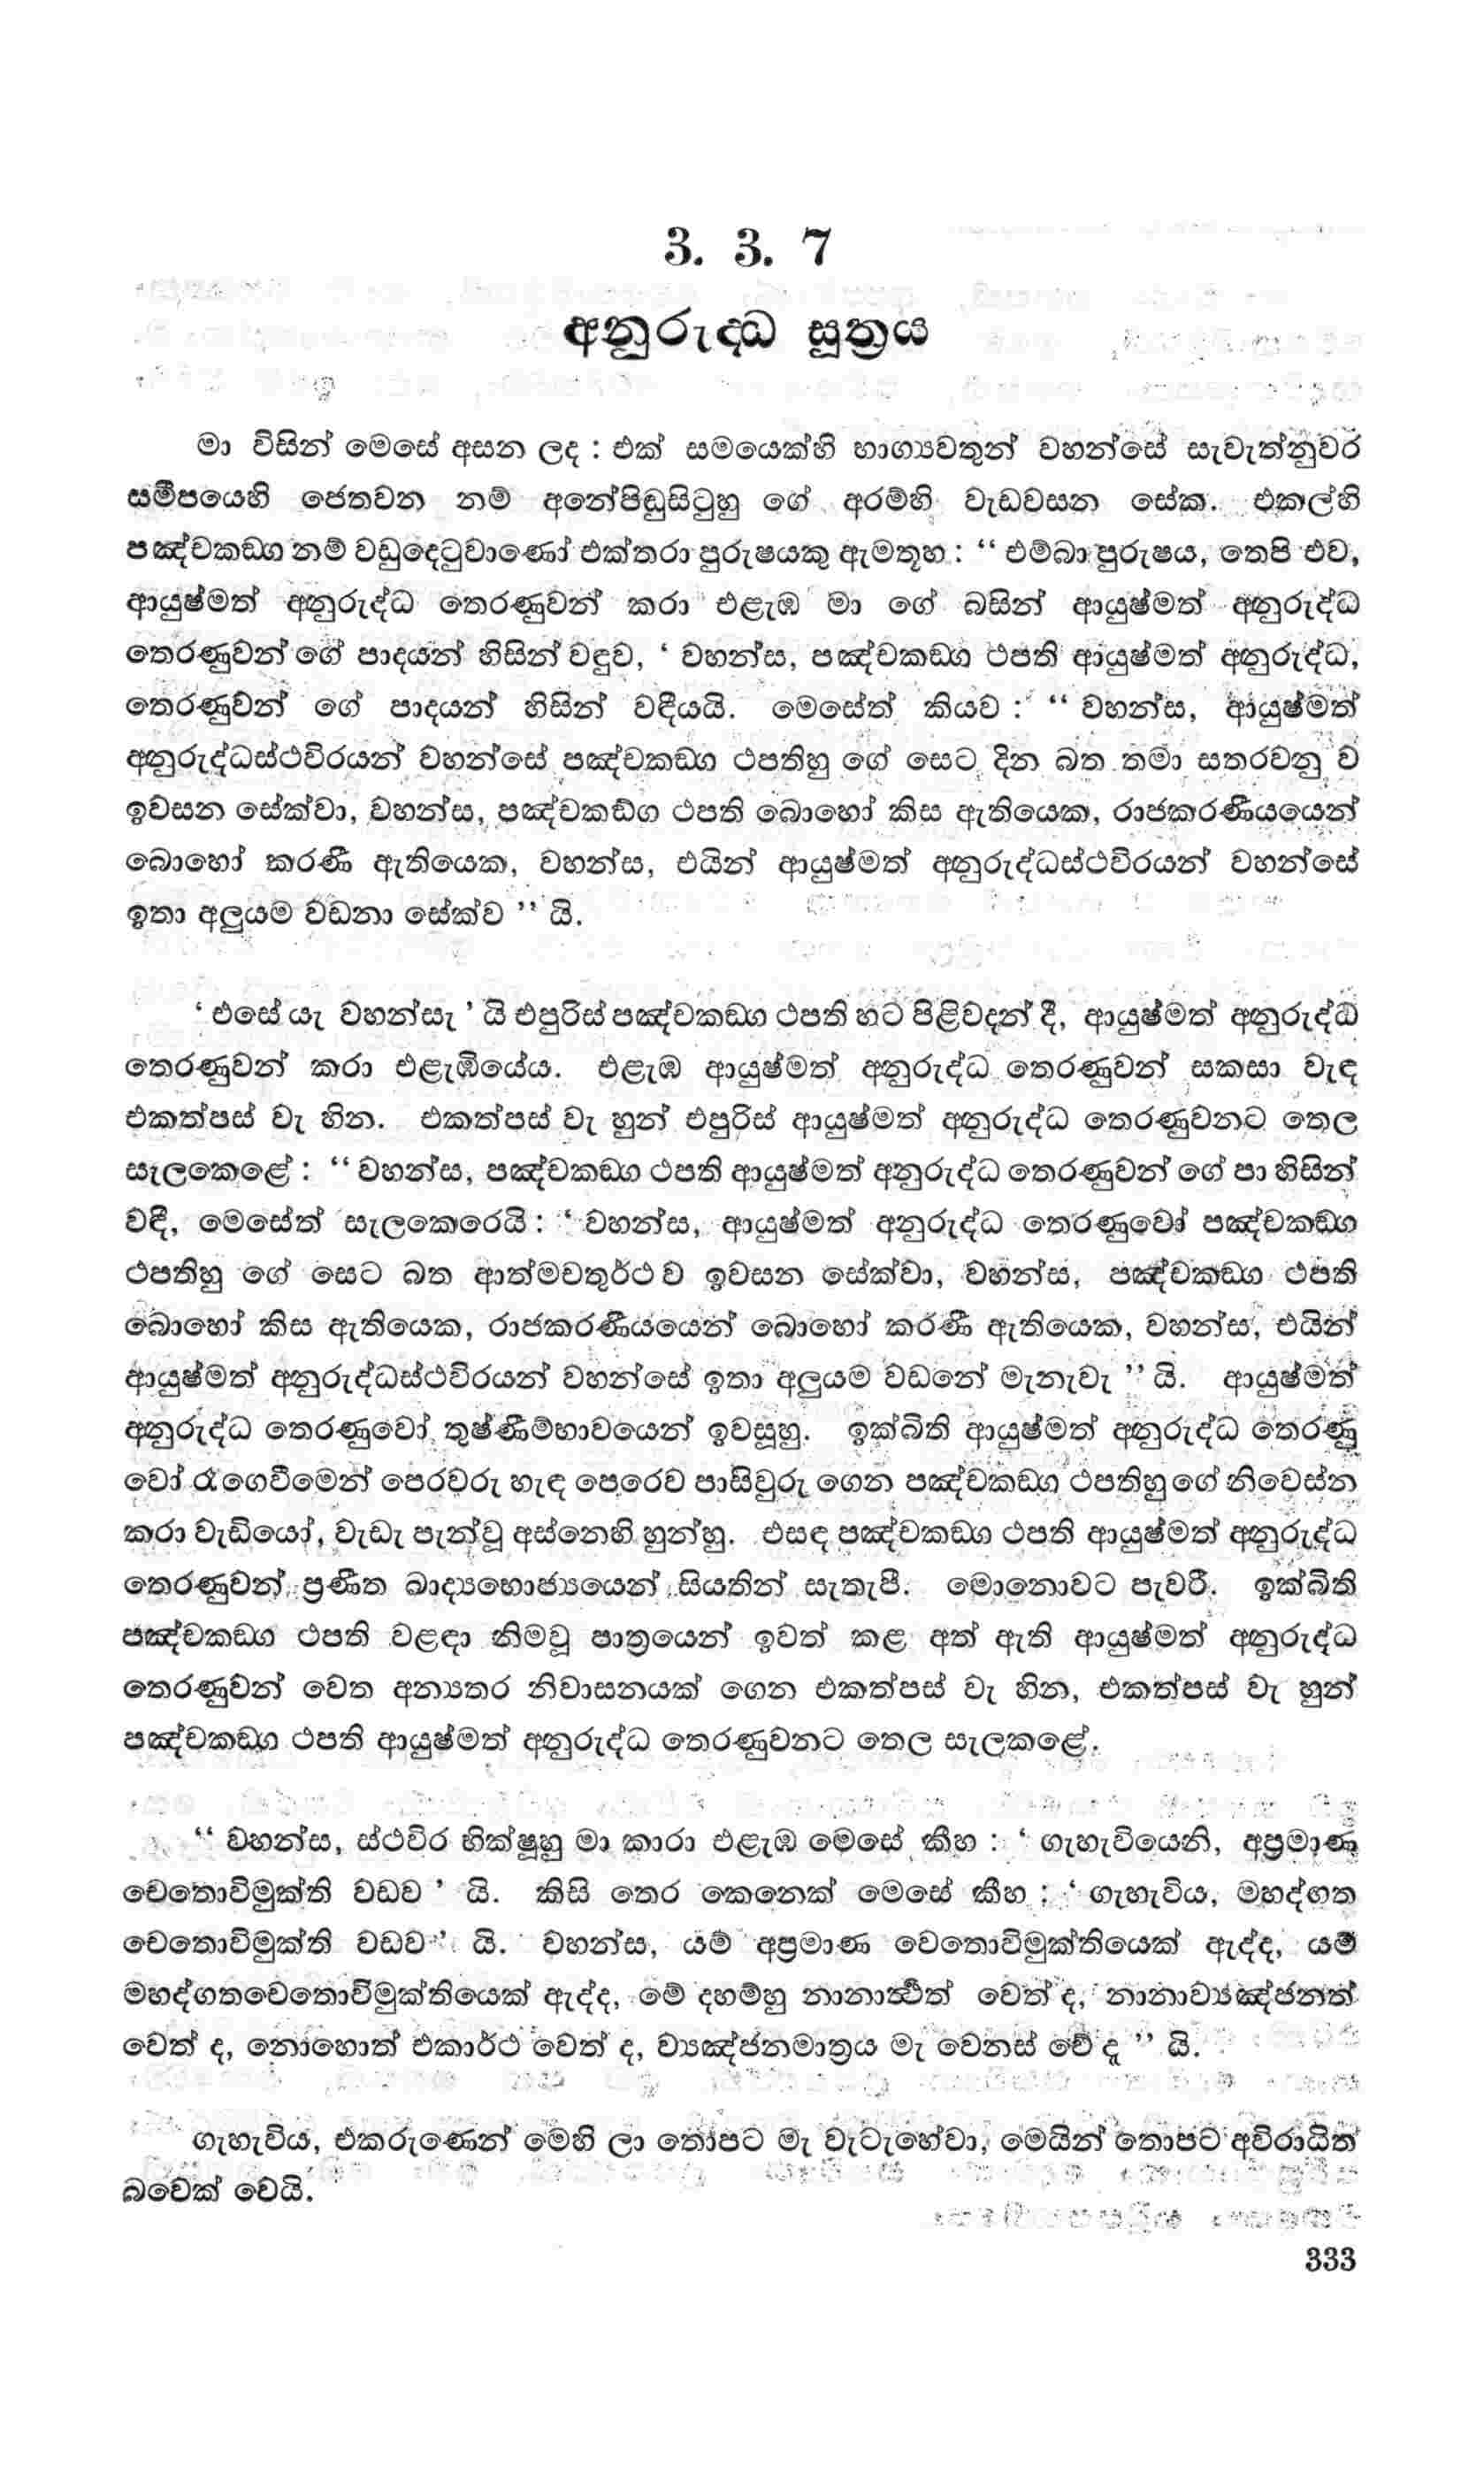 3. 3. 7
අනුරුද්ධ සූත්‍රය
මා විසින් මෙසේ අසන ලද : එක් සමයෙක්හි භාග්‍යවතුන් වහන්සේ සැවැත්නුවර
සමීපයෙහි ජෙතවන නම් අනේපිඬුසිටුහු ගේ අරම්හි වැඩවසන සේක. එකල්හි
පඤ්චකඞ්ග නම් වඩුදෙටුවාණෝ එක්තරා පුරුෂයකු ඇමතූහ : “ එම්බා පුරුෂය, තෙපි එව,
ආයුෂ්මත් අනුරුද්ධ තෙරණුවන් කරා එළැඹ මා ගේ බසින් ආයුෂ්මත් අනුරුද්ධ
තෙරණුවන් ගේ පාදයන් හිසින් වඳුව, ‘ වහන්ස, පඤ්චකඞ්ග ථපති ආයුෂ්මත් අනුරුද්ධ,
තෙරණුවන් ගේ පාදයන් හිසින් වඳීයයි. මෙසේත් කියව : “ වහන්ස, ආයුෂ්මත්
අනුරුද්ධස්ථවිරයන් වහන්සේ පඤ්චකඞ්ග ථපතිහු ගේ සෙට දින බත තමා සතරවනු ව
ඉවසන සේක්වා, වහන්ස, පඤ්චකඞ්ග ථපති බොහෝ කිස ඇතියෙක, රාජකරණීයයෙන්
බොහෝ කරණී ඇතියෙක, වහන්ස, එයින් ආයුෂ්මත් අනුරුද්ධස්ථවිරයන් වහන්සේ
ඉතා අලුයම වඩනා සේක්ව ” යි.
‘ එසේ යැ වහන්සැ ’ යි එපුරිස් පඤ්චකඞ්ග ථපති හට පිළිවදන් දී, ආයුෂ්මත් අනුරුද්ධ
තෙරණුවන් කරා එළැඹියේය. එළැඹ ආයුෂ්මත් අනුරුද්ධ තෙරණුවන් සකසා වැඳ
එකත්පස් වැ හින. එකත්පස් වැ හුන් එපුරිස් ආයුෂ්මත් අනුරුද්ධ තෙරණුවනට තෙල
සැලකෙළේ : “ වහන්ස, පඤ්චකඞ්ග ථපති ආයුෂ්මත් අනුරුද්ධ තෙරණුවන් ගේ පා හිසින්
වඳී, මෙසේත් සැලකෙරෙයි : ‘ වහන්ස, ආයුෂ්මත් අනුරුද්ධ තෙරණුවෝ පඤ්චකඞ්ග
ථපතිහු ගේ සෙට බත ආත්මචතුර්ථ ව ඉවසන සේක්වා, වහන්ස, පඤ්චකඞ්ග ථපති
බොහෝ කිස ඇතියෙක, රාජකරණීයයෙන් බොහෝ කරණී ඇතියෙක, වහන්ස, එයින්
ආයුෂ්මත් අනුරුද්ධස්ථවිරයන් වහන්සේ ඉතා අලුයම වඩනේ මැනැවැ ” යි. ආයුෂ්මත්
අනුරුද්ධ තෙරණුවෝ තුෂ්ණීම්භාවයෙන් ඉවසූහු. ඉක්බිති ආයුෂ්මත් අනුරුද්ධ තෙරණු
වෝ රෑ ගෙවීමෙන් පෙරවරු හැඳ පෙරෙව පාසිවුරු ගෙන පඤ්චකඞ්ග ථපතිහු ගේ නිවෙස්න
කරා වැඩියෝ, වැඩැ පැන්වූ අස්නෙහි හුන්හු. එසඳ පඤ්චකඞ්ග ථපති ආයුෂ්මත් අනුරුද්ධ
තෙරණුවන් ප්‍රණීත ඛාද්‍යභොජ්‍යයෙන් සියතින් සැතැපී. මොනොවට පැවරී. ඉක්බිති
පඤ්චකඞ්ග ථපති වළඳා නිමවූ පාත්‍රයෙන් ඉවත් කළ අත් ඇති ආයුෂ්මත් අනුරුද්ධ
තෙරණුවන් වෙත අන්‍යතර නිවාසනයක් ගෙන එකත්පස් වැ හින, එකත්පස් වැ හුන්
පඤ්චකඞ්ග ථපති ආයුෂ්මත් අනුරුද්ධ තෙරණුවනට තෙල සැලකළේ.
“ වහන්ස, ස්ථවිර භික්ෂූහු මා කාරා එළැඹ මෙසේ කීහ : ‘ ගැහැවියෙනි, අප්‍රමාණ
චෙතොවිමුක්ති වඩව ’ යි. කිසි තෙර කෙනෙක් මෙසේ කීහ : ‘ ගැහැවිය, මහද්ගත
චෙතොවිමුක්ති වඩව ’ යි. වහන්ස, යම් අප්‍රමාණ චෙතොවිමුක්තියෙක් ඇද්ද, යම්
මහද්ගතචෙතොවිමුක්තියෙක් ඇද්ද, මේ දහම්හු නානාර්‍ථත් වෙත් ද, නානාව්‍යඤ්ජනත්
වෙත් ද, නොහොත් එකාර්ථ වෙත් ද, ව්‍යඤ්ජනමාත්‍රය මැ වෙනස් වේ දූ ” යි.
ගැහැවිය, එකරුණෙන් මෙහි ලා තෝපට මැ වැටැහේවා, මෙයින් තොපට අවිරාධිත
බවෙක් වෙයි.
333